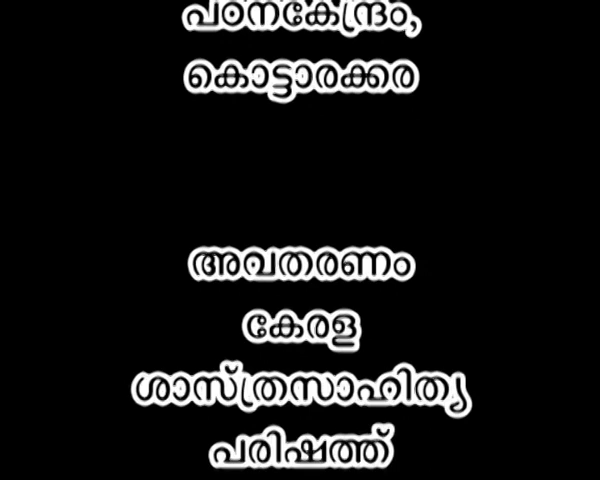 പഠനകേന്ദ്രം,
കൊട്ടാരക്കര
അവതരണം
കേരള
ശാസ്ത്രസാഹിത്യ
പരിഷത്ത്